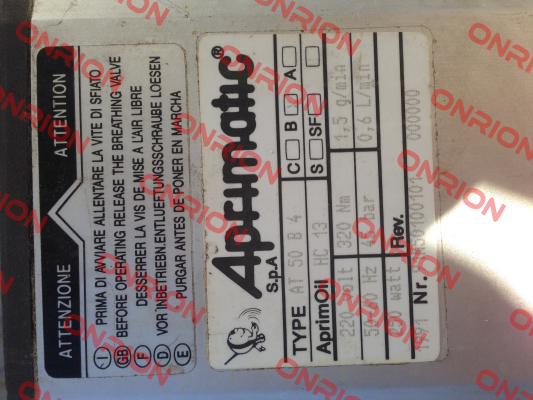 ATTENZIONE ATTENTION
I PRIMA DI AVVIARE ALLENTARE LA VITE DI SFIATO
GB BEFORE OPERATING RELEASE THE BREATHING VALVE
F DESSERRER LA VIS DE MISE A L'AIR LIBRE
D VOR INBETRIEBN. ENTLUEFTUNGSSCHRAUBE LOESEN
E PURGAR ANTES DE PONER EN MARCHA
Aprimatic®
S.p.A
TYPE AT 50 B 4 C B A
AprimOil HC 13 S SF
220 volt 320 Nm 1,5 g/min
Hz bar 0,6 L/min
250 watt Rev.
Nr. 000000
ONRION